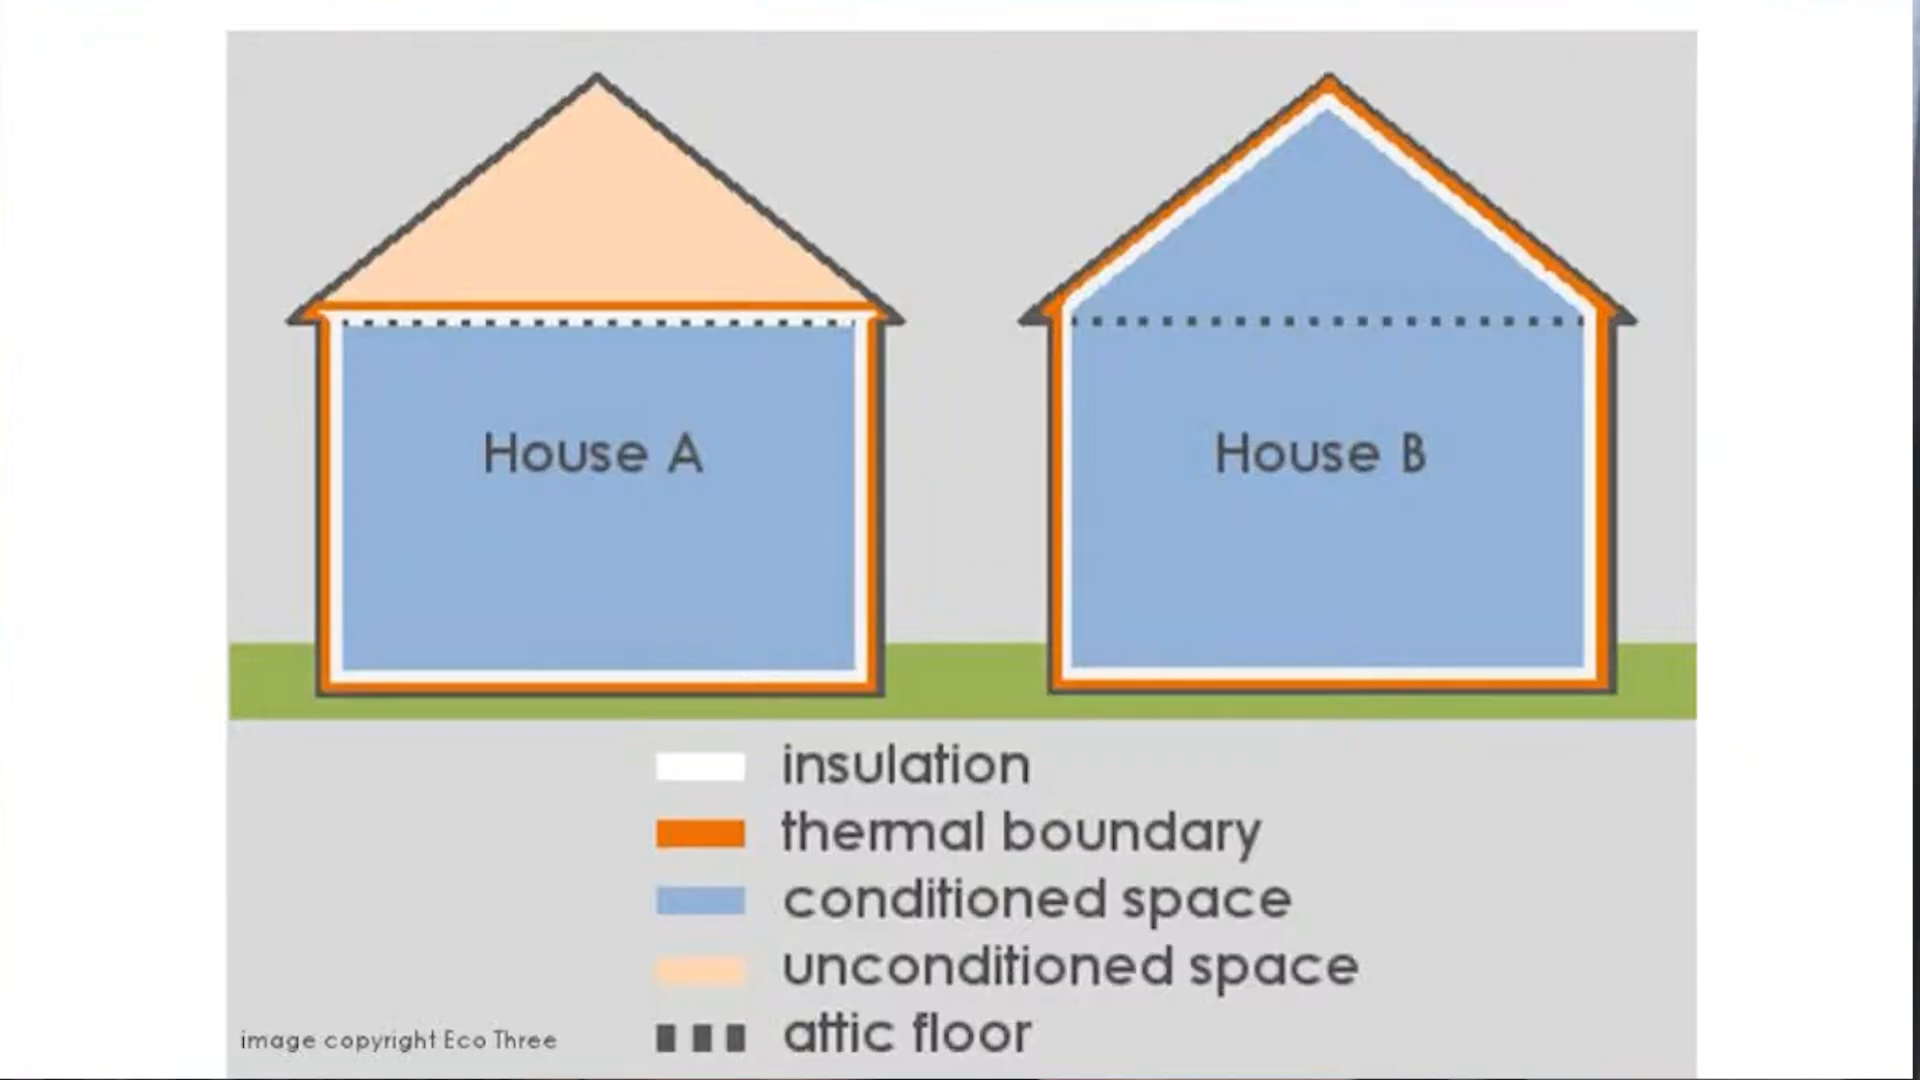 House A
House B
insulation
thermal boundary
conditioned space
unconditioned space
attic floor
image copyright Eco Three